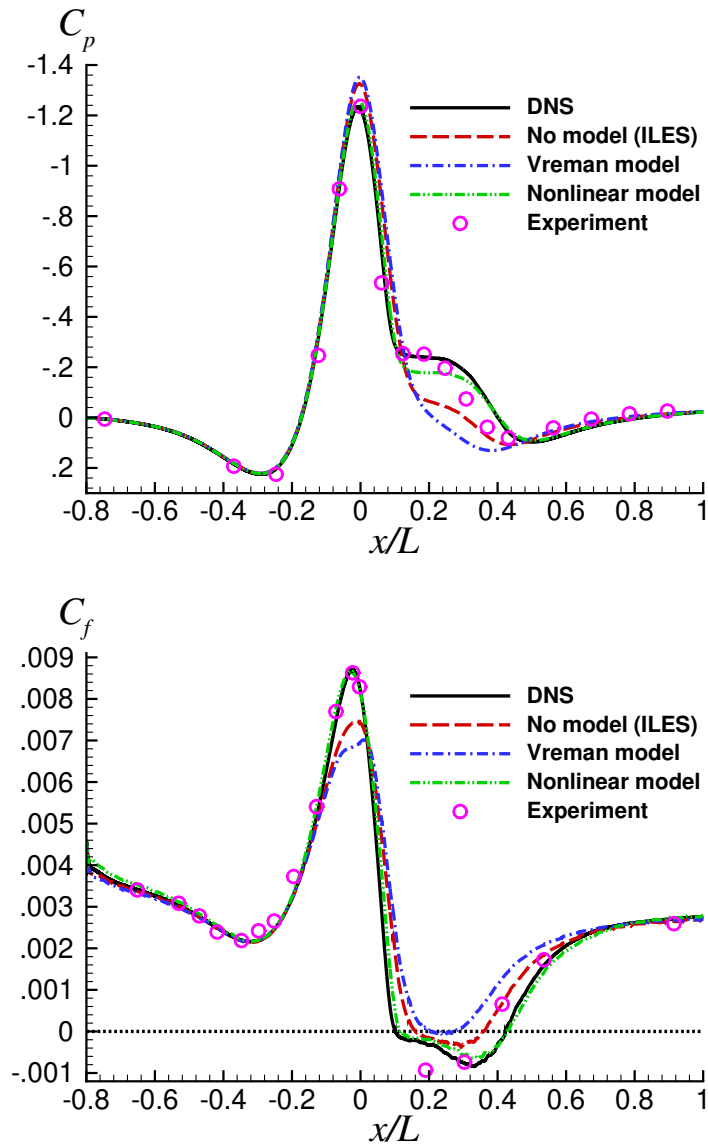 C_p
-1.4
-1.2
-1
-.8
-.6
-.4
-.2
0
.2
DNS
No model (ILES)
Vreman model
Nonlinear model
Experiment
-0.8 -0.6 -0.4 -0.2 0 0.2 0.4 0.6 0.8 1
x/L
C_f
.009
.008
.007
.006
.005
.004
.003
.002
.001
0
-.001
DNS
No model (ILES)
Vreman model
Nonlinear model
Experiment
-0.8 -0.6 -0.4 -0.2 0 0.2 0.4 0.6 0.8 1
x/L